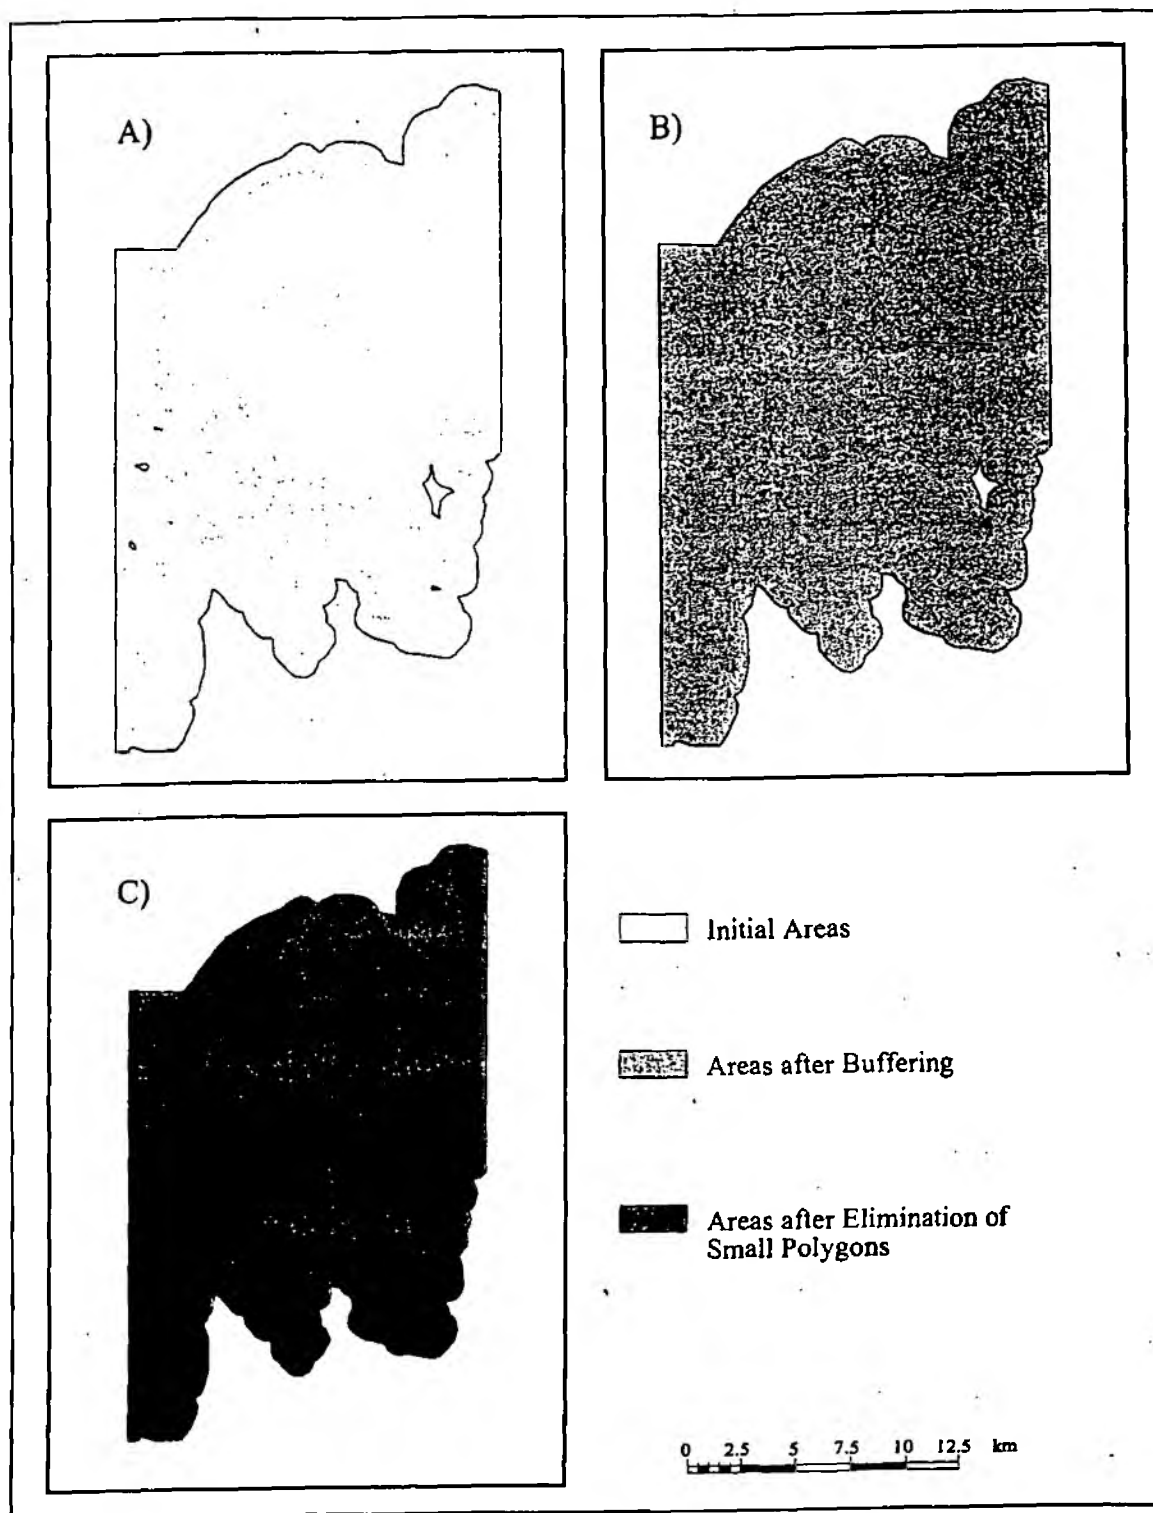 A)
B)
C)
Initial Areas
Areas after Buffering
Areas after Elimination of
Small Polygons
0 2.5 5 7.5 10 12.5 km